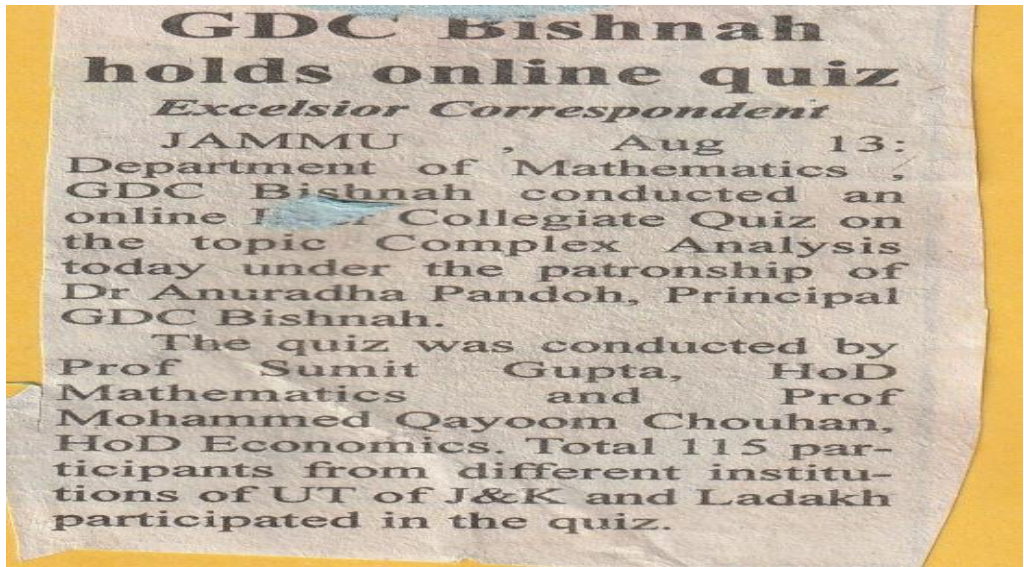 GDC Bishnah
holds online quiz
Excelsior Correspondent
JAMMU , Aug 13:
Department of Mathematics ,
GDC Bishnah conducted an
online Collegiate Quiz on
the topic Complex Analysis
today under the patronship of
Dr Anuradha Pandoh, Principal
GDC Bishnah.
The quiz was conducted by
Prof Sumit Gupta, HoD
Mathematics and Prof
Mohammed Qayoom Chouhan,
HoD Economics. Total 115 par-
ticipants from different institu-
tions of UT of J&K and Ladakh
participated in the quiz.